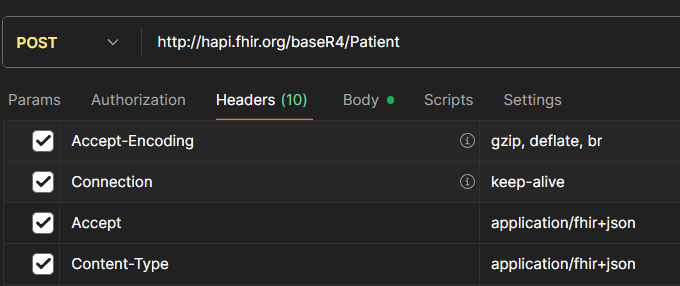 POST http://hapi.fhir.org/baseR4/Patient
Params Authorization Headers (10) Body Scripts Settings
Accept-Encoding gzip, deflate, br
Connection keep-alive
Accept application/fhir+json
Content-Type application/fhir+json